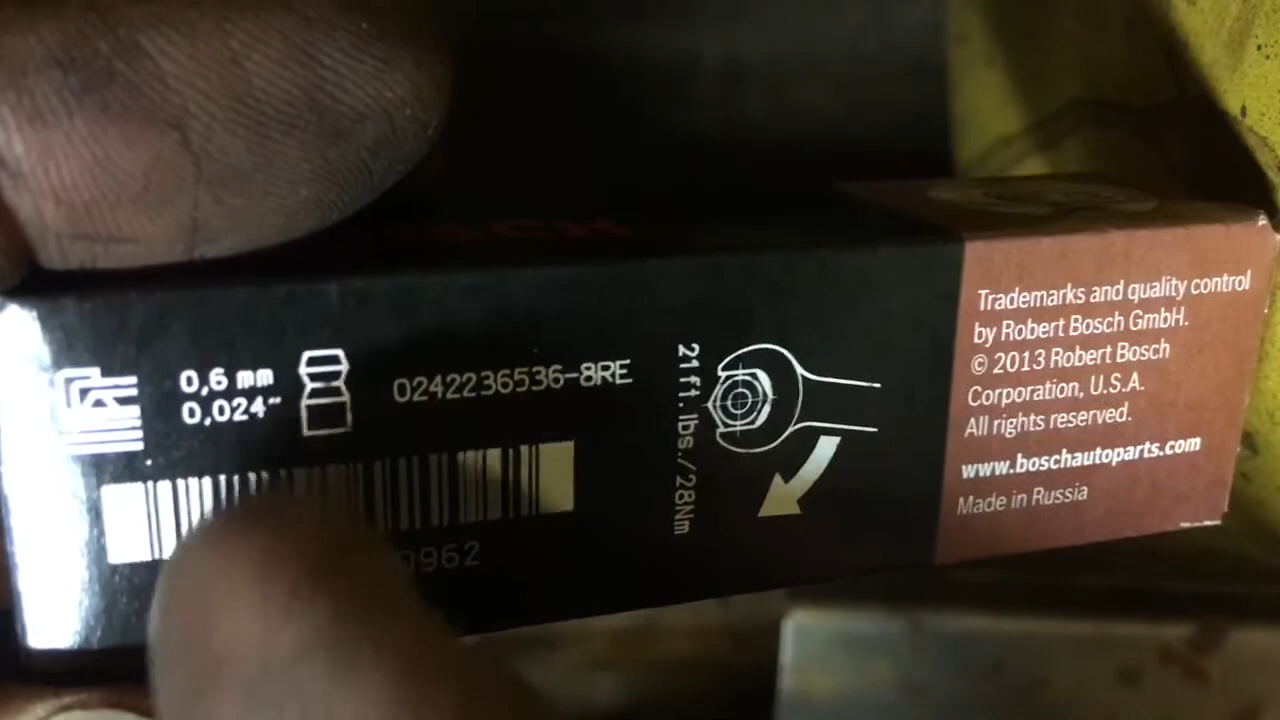 0,6 mm
0,024"
0242236536-8RE
0962
21 ft.lbs./28Nm
Trademarks and quality control
by Robert Bosch GmbH.
© 2013 Robert Bosch
Corporation, U.S.A.
All rights reserved.
www.boschautoparts.com
Made in Russia